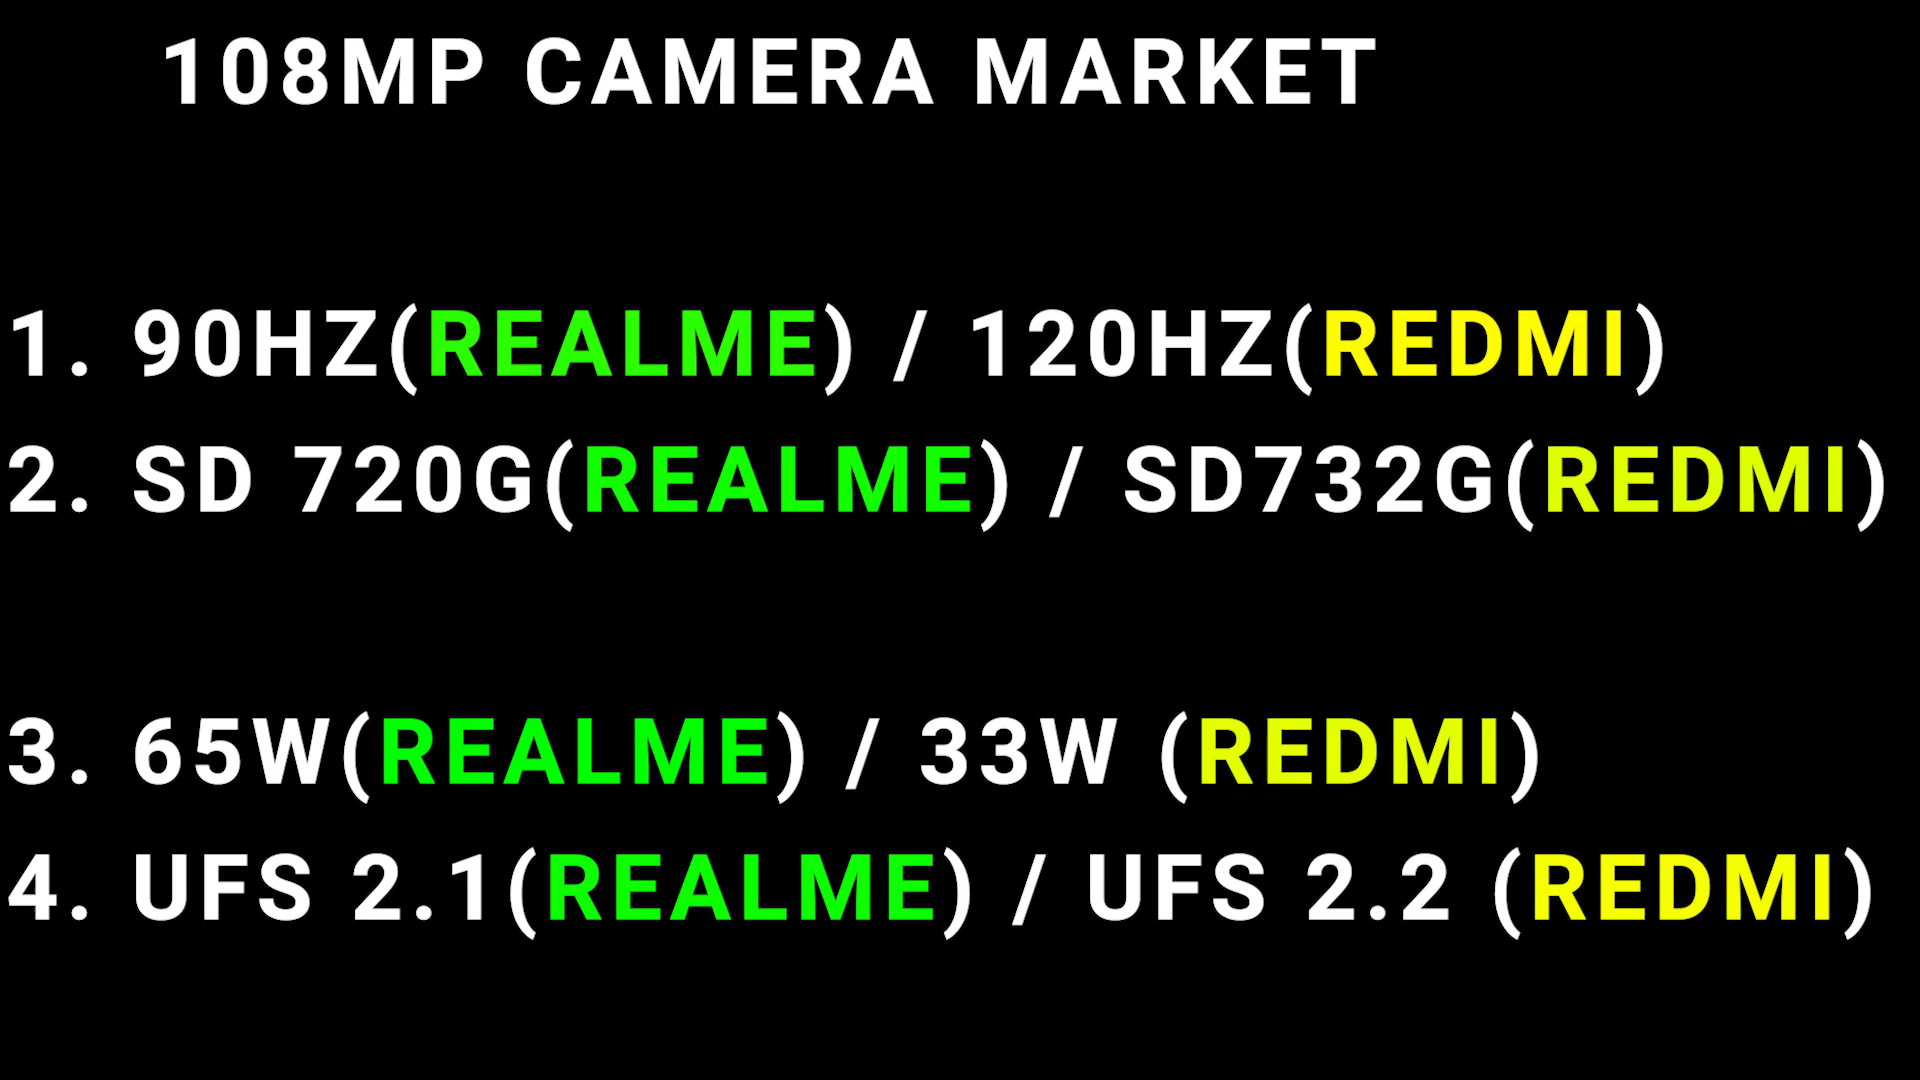 108MP CAMERA MARKET
1. 90HZ(REALME) / 120HZ(REDMI)
2. SD 720G(REALME) / SD732G(REDMI)
3. 65W(REALME) / 33W (REDMI)
4. UFS 2.1(REALME) / UFS 2.2 (REDMI)